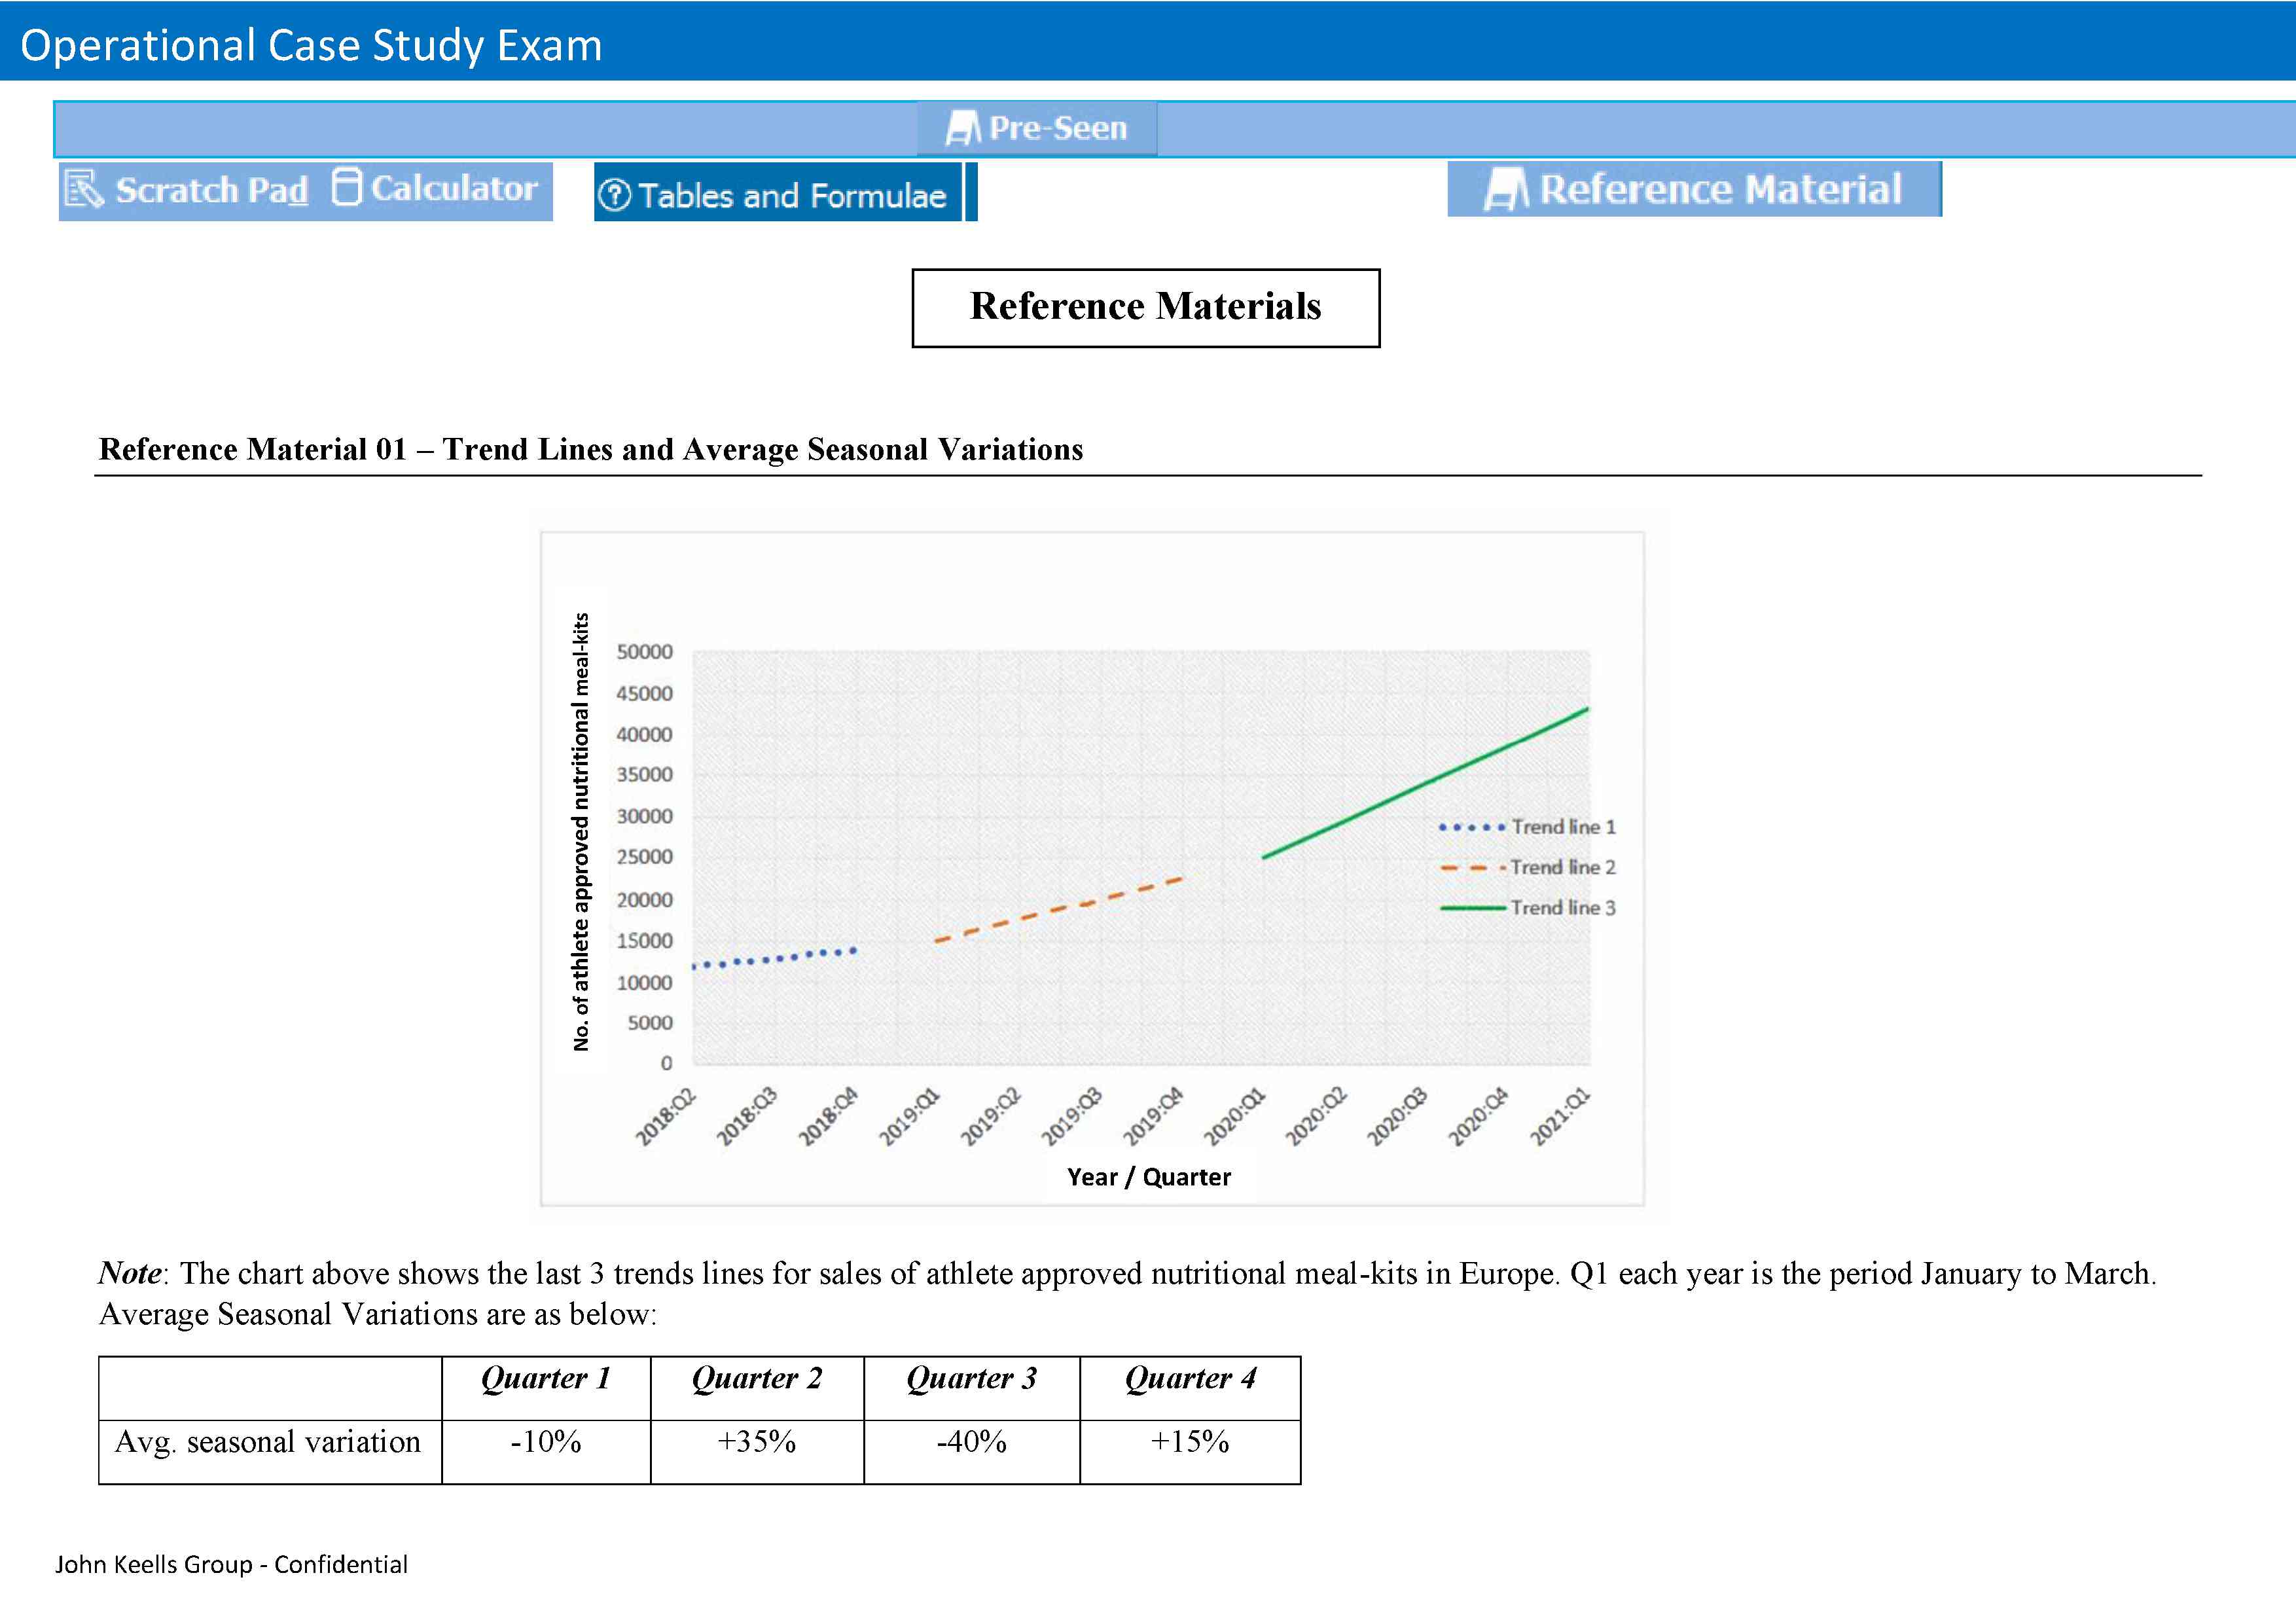 Operational Case Study Exam
Pre-Seen
Scratch Pad Calculator Tables and Formulae Reference Material
Reference Materials
Reference Material 01 – Trend Lines and Average Seasonal Variations
No. of athlete approved nutritional meal-kits
50000
45000
40000
35000
30000
25000
20000
15000
10000
5000
0
Trend line 1
Trend line 2
Trend line 3
2018:Q2 2018:Q3 2018:Q4 2019:Q1 2019:Q2 2019:Q3 2019:Q4 2020:Q1 2020:Q2 2020:Q3 2020:Q4 2021:Q1
Year / Quarter
Note: The chart above shows the last 3 trends lines for sales of athlete approved nutritional meal-kits in Europe. Q1 each year is the period January to March.
Average Seasonal Variations are as below:
Quarter 1 Quarter 2 Quarter 3 Quarter 4
Avg. seasonal variation -10% +35% -40% +15%
John Keells Group - Confidential